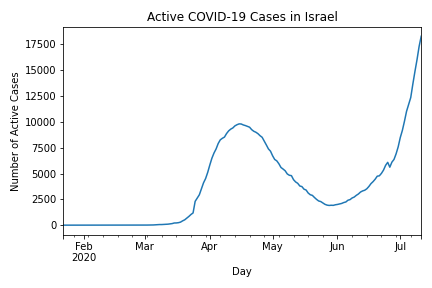 Active COVID-19 Cases in Israel
Number of Active Cases
17500
15000
12500
10000
7500
5000
2500
0
Feb Mar Apr May Jun Jul
2020
Day